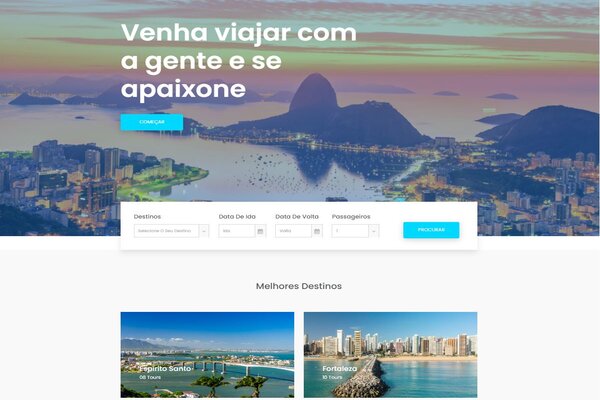 Venha viajar com
a gente e se
apaixone
COMEÇAR
Destinos Data De Ida Data De Volta Passageiros
Selecione O Seu Destino Ida Volta 1 PROCURAR
Melhores Destinos
Espírito Santo Fortaleza
08 Tours 10 Tours